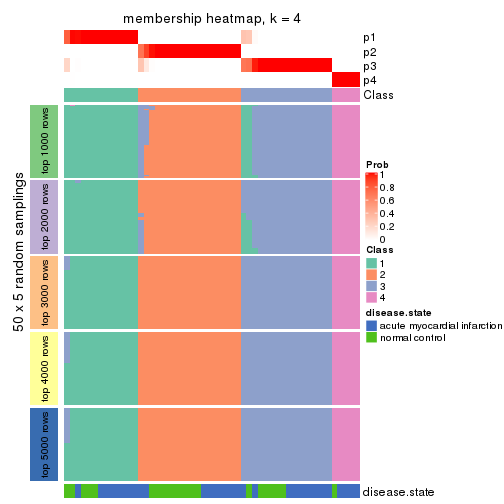 membership heatmap, k = 4
p1
p2
p3
p4
Class
50 x 5 random samplings
top 1000 rows
top 2000 rows
top 3000 rows
top 4000 rows
top 5000 rows
Prob
1
0.8
0.6
0.4
0.2
0
Class
1
2
3
4
disease.state
acute myocardial infarction
normal control
disease.state